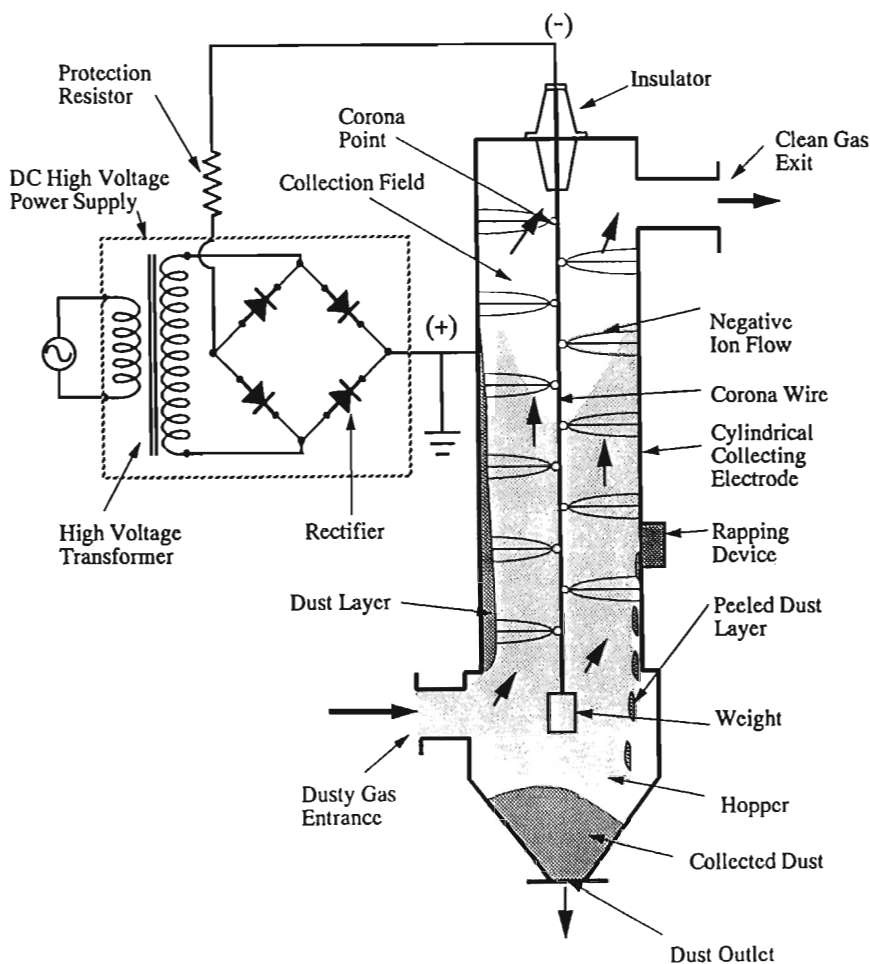 (-)
Protection
Resistor
Insulator
Corona
Point
Clean Gas
Exit
DC High Voltage
Power Supply
Collection Field
(+)
Negative
Ion Flow
Corona Wire
Cylindrical
Collecting
Electrode
High Voltage
Transformer
Rectifier
Rapping
Device
Dust Layer
Peeled Dust
Layer
Weight
Dusty Gas
Entrance
Hopper
Collected Dust
Dust Outlet